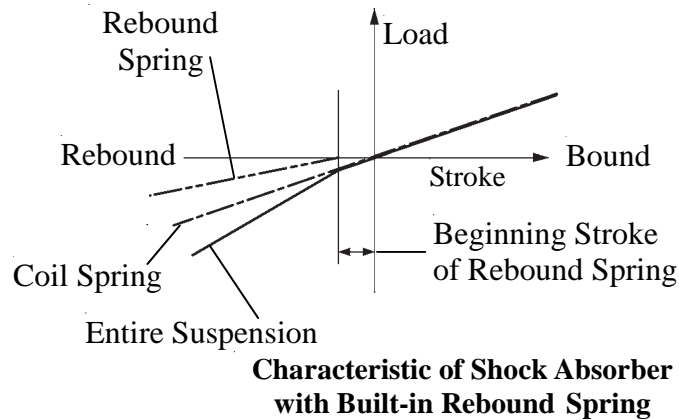 Rebound
Spring
Load
Rebound
Stroke
Bound
Beginning Stroke
of Rebound Spring
Coil Spring
Entire Suspension
Characteristic of Shock Absorber
with Built-in Rebound Spring